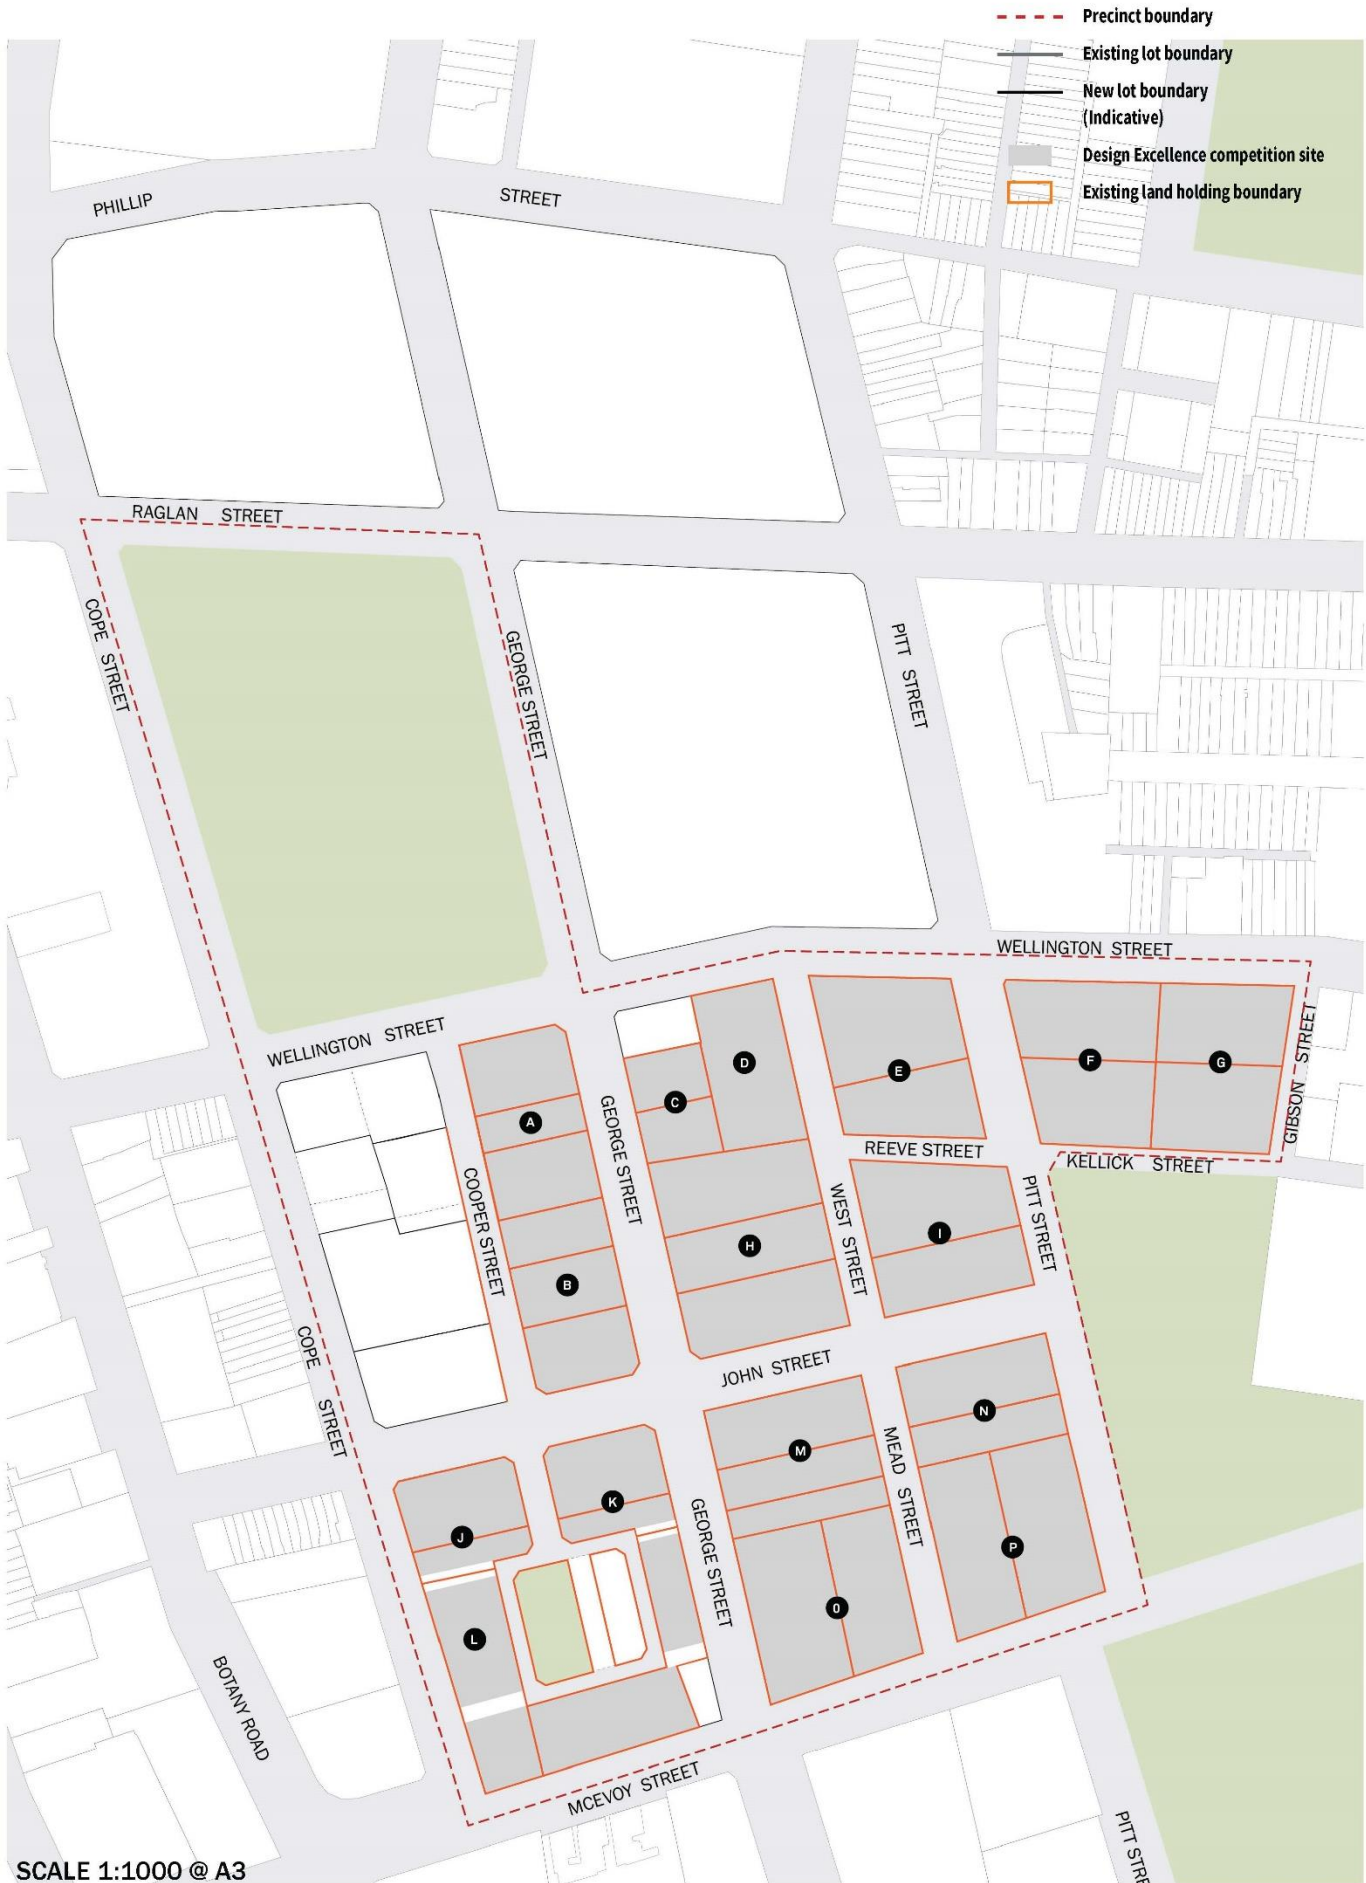 Precinct boundary
Existing lot boundary
New lot boundary
(Indicative)
Design Excellence competition site
Existing land holding boundary
PHILLIP STREET
RAGLAN STREET
COPE STREET
GEORGE STREET
PITT STREET
WELLINGTON STREET
WELLINGTON STREET
GIBSON STREET
D
E
F
G
C
A
GEORGE STREET
REEVE STREET
KELLICK STREET
COOPER STREET
WEST STREET
PITT STREET
I
H
B
COPE STREET
JOHN STREET
N
M
MEAD STREET
K
J
GEORGE STREET
P
O
L
BOTANY ROAD
MCEVOY STREET
PITT STRE
SCALE 1:1000 @ A3